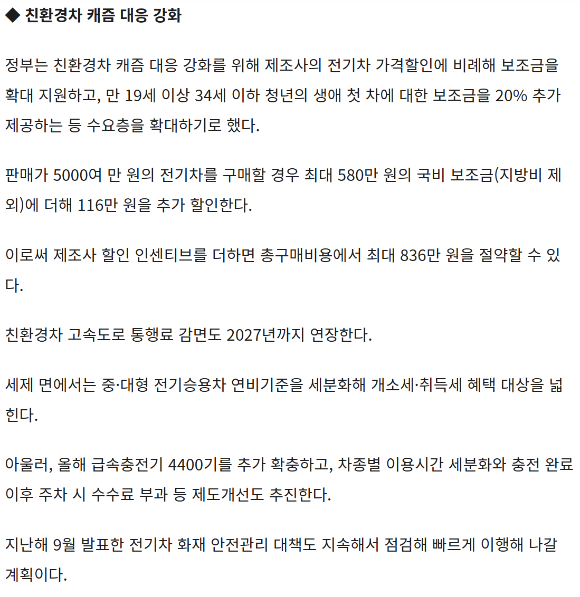 ◆ 친환경차 캐즘 대응 강화
정부는 친환경차 캐즘 대응 강화를 위해 제조사의 전기차 가격할인에 비례해 보조금을
확대 지원하고, 만 19세 이상 34세 이하 청년의 생애 첫 차에 대한 보조금을 20% 추가
제공하는 등 수요층을 확대하기로 했다.
판매가 5000여 만 원의 전기차를 구매할 경우 최대 580만 원의 국비 보조금(지방비 제
외)에 더해 116만 원을 추가 할인한다.
이로써 제조사 할인 인센티브를 더하면 총구매비용에서 최대 836만 원을 절약할 수 있
다.
친환경차 고속도로 통행료 감면도 2027년까지 연장한다.
세제 면에서는 중·대형 전기승용차 연비기준을 세분화해 개소세·취득세 혜택 대상을 넓
힌다.
아울러, 올해 급속충전기 4400기를 추가 확충하고, 차종별 이용시간 세분화와 충전 완료
이후 주차 시 수수료 부과 등 제도개선도 추진한다.
지난해 9월 발표한 전기차 화재 안전관리 대책도 지속해서 점검해 빠르게 이행해 나갈
계획이다.